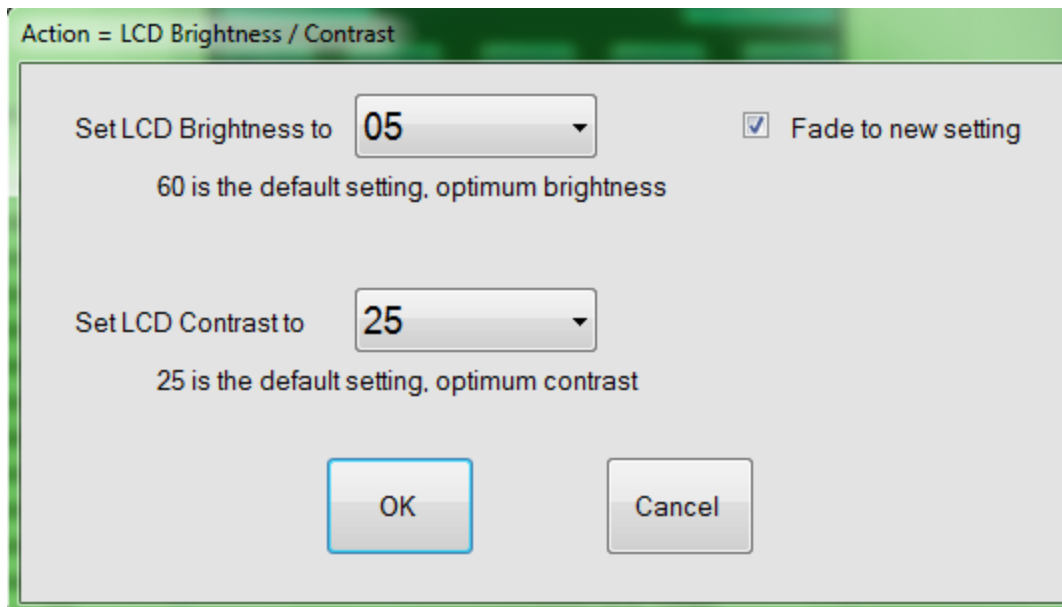 Action = LCD Brightness / Contrast
Set LCD Brightness to 05 Fade to new setting
60 is the default setting, optimum brightness
Set LCD Contrast to 25
25 is the default setting, optimum contrast
OK Cancel